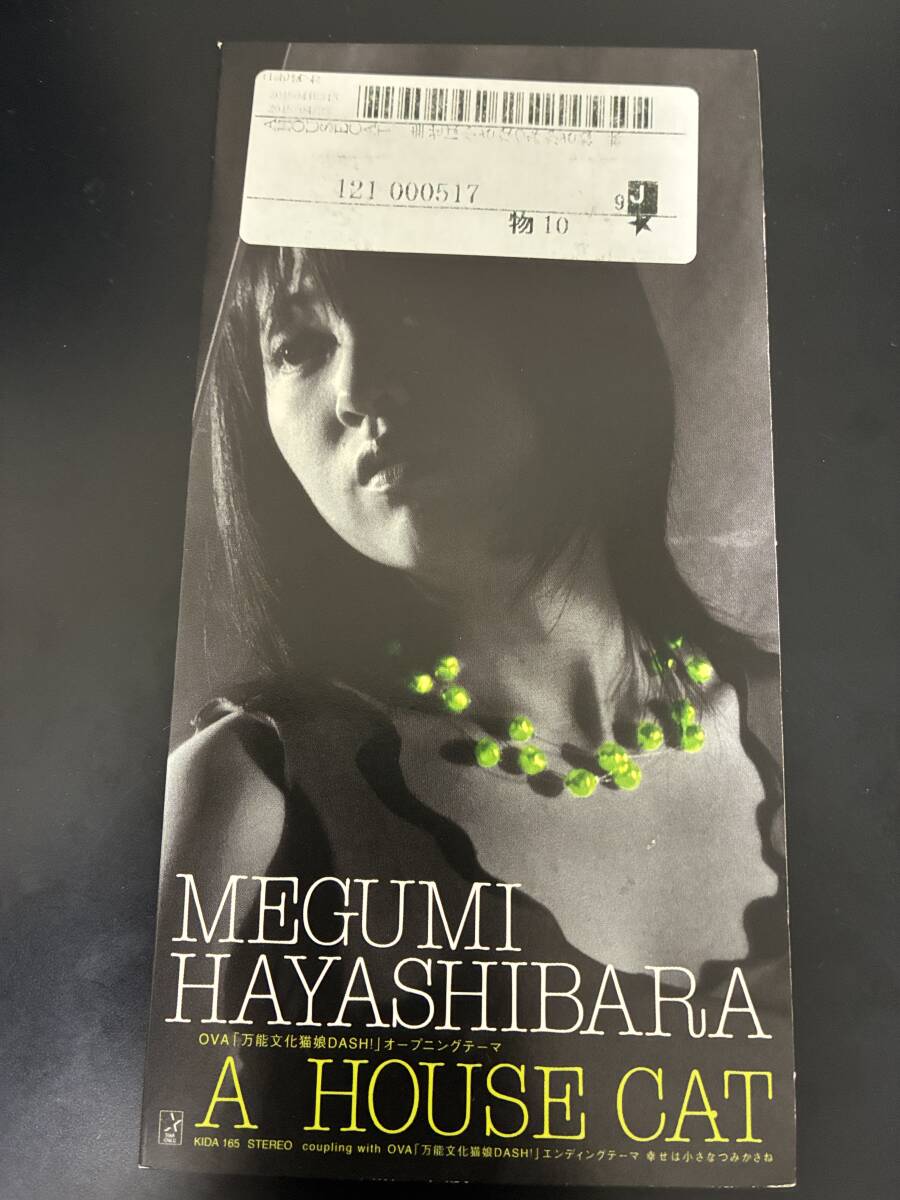 121 000517
9 J
物 10
MEGUMI
HAYASHIBARA
OVA「万能文化猫娘DASH!」オープニングテーマ
A HOUSE CAT
KIDA 165 STEREO coupling with OVA「万能文化猫娘DASH!」エンディングテーマ 幸せは小さなつみかさね